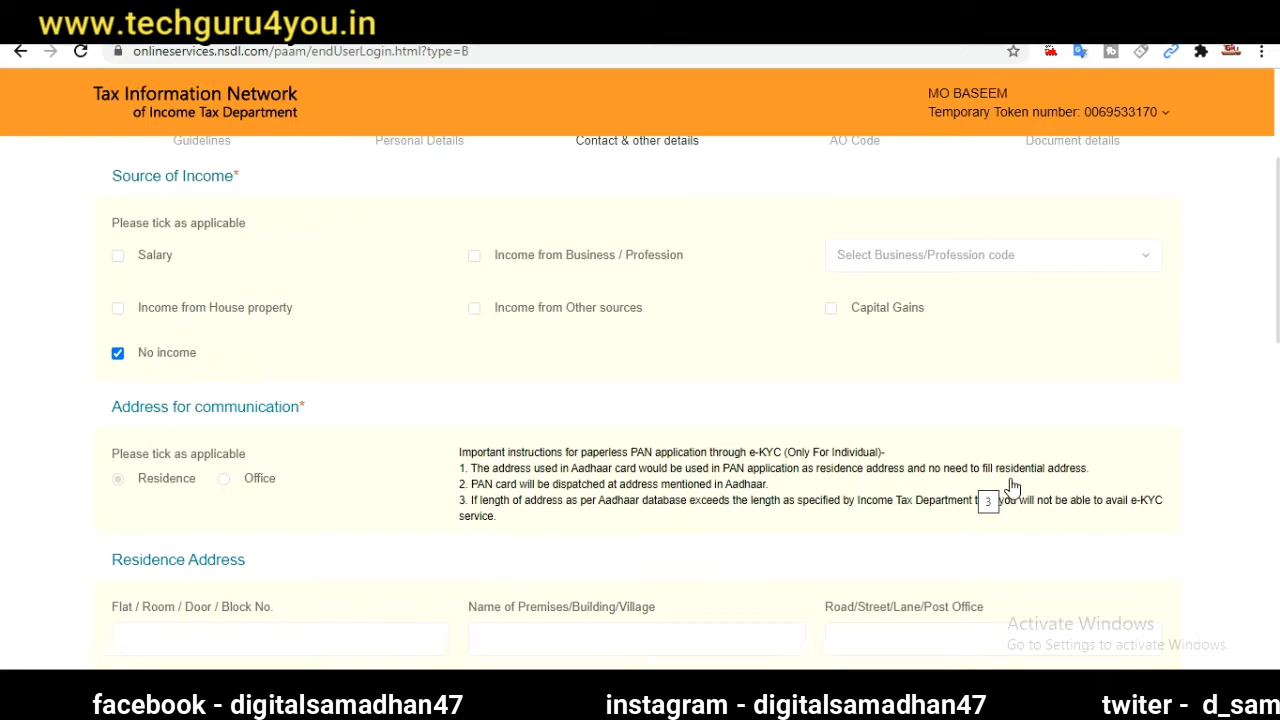 www.techguru4you.in
onlineservices.nsdl.com/paam/endUserLogin.html?type=B
Tax Information Network
of Income Tax Department
MO BASEEM
Temporary Token number: 0069533170
Guidelines Personal Details Contact & other details AO Code Document details
Source of Income*
Please tick as applicable
Salary Income from Business / Profession Select Business/Profession code
Income from House property Income from Other sources Capital Gains
No income
Address for communication*
Please tick as applicable
Residence Office
Important instructions for paperless PAN application through e-KYC (Only For Individual)-
1. The address used in Aadhaar card would be used in PAN application as residence address and no need to fill residential address.
2. PAN card will be dispatched at address mentioned in Aadhaar.
3. If length of address as per Aadhaar database exceeds the length as specified by Income Tax Department you will not be able to avail e-KYC
service.
3
Residence Address
Flat / Room / Door / Block No. Name of Premises/Building/Village Road/Street/Lane/Post Office
Activate Windows
Go to Settings to activate Windows.
facebook - digitalsamadhan47 instagram - digitalsamadhan47 twiter - d_sam